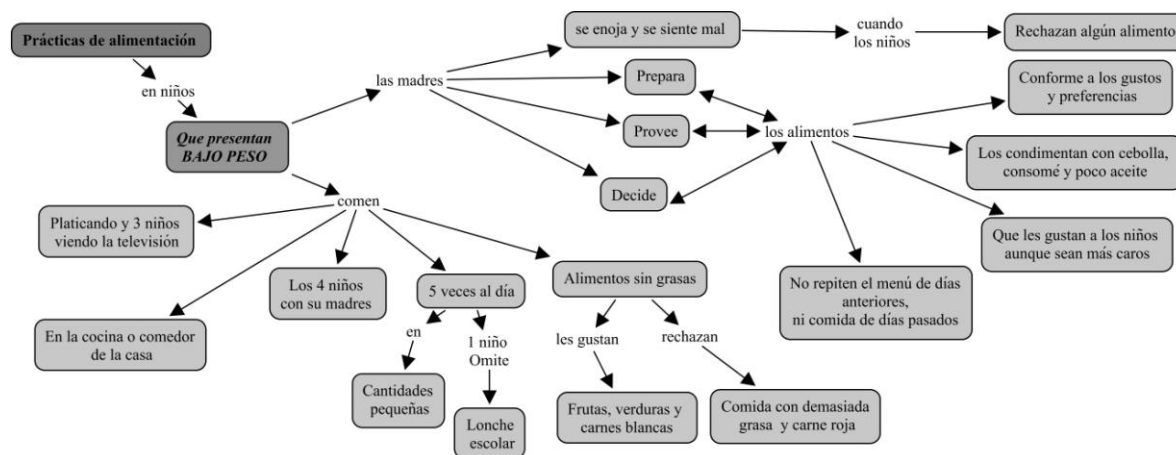 Prácticas de alimentación
en niños
Que presentan
BAJO PESO
las madres
se enoja y se siente mal
cuando
los niños
Rechazan algún alimento
Prepara
Provee
Decide
los alimentos
Conforme a los gustos
y preferencias
Los condimentan con cebolla,
consomé y poco aceite
Que les gustan a los niños
aunque sean más caros
No repiten el menú de días
anteriores,
ni comida de días pasados
comen
Platicando y 3 niños
viendo la televisión
En la cocina o comedor
de la casa
Los 4 niños
con su madres
5 veces al día
en
Cantidades
pequeñas
1 niño
Omite
Lonche
escolar
Alimentos sin grasas
les gustan
Frutas, verduras y
carnes blancas
rechazan
Comida con demasiada
grasa y carne roja